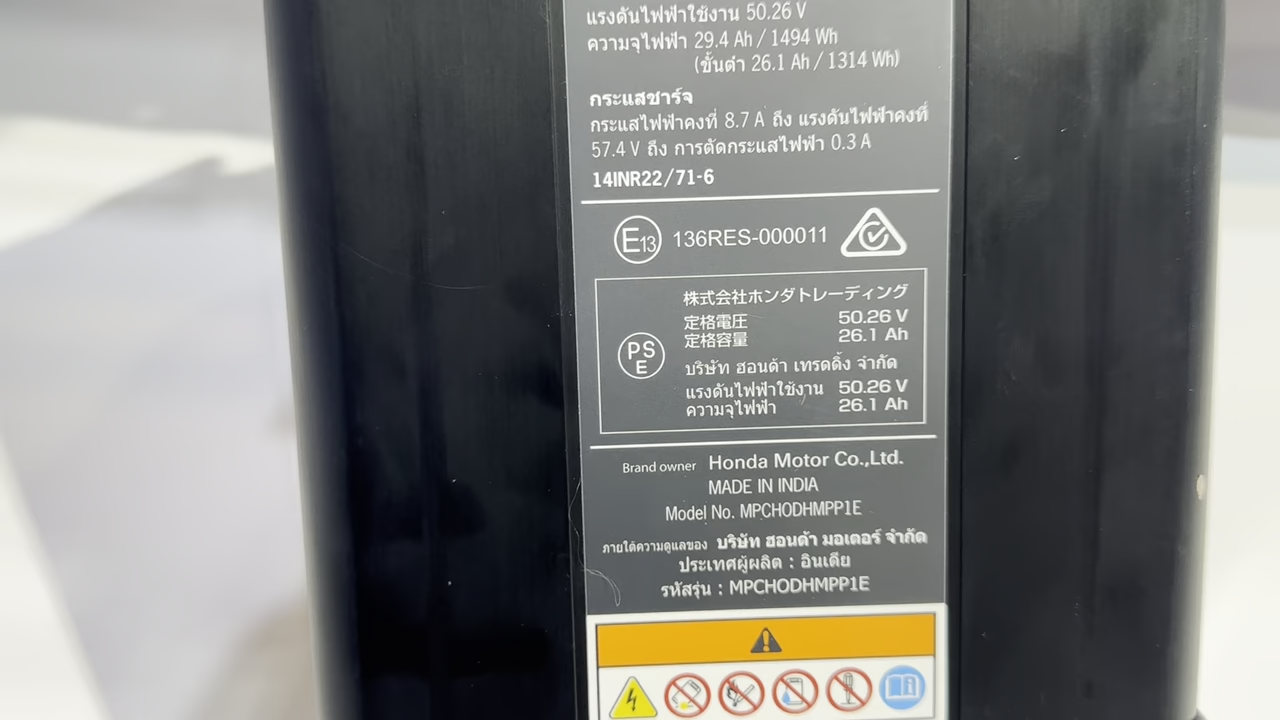 แรงดันไฟฟ้าใช้งาน 50.26 V
ความจุไฟฟ้า 29.4 Ah / 1494 Wh
(ขั้นต่ำ 26.1 Ah / 1314 Wh)
กระแสชาร์จ
กระแสไฟฟ้าคงที่ 8.7 A ถึง แรงดันไฟฟ้าคงที่
57.4 V ถึง การตัดกระแสไฟฟ้า 0.3 A
14INR22/71-6
E13 136RES-000011
株式会社ホンダトレーディング
定格電圧 50.26 V
定格容量 26.1 Ah
PS
E
บริษัท ฮอนด้า เทรดดิ้ง จำกัด
แรงดันไฟฟ้าใช้งาน 50.26 V
ความจุไฟฟ้า 26.1 Ah
Brand owner Honda Motor Co.,Ltd.
MADE IN INDIA
Model No. MPCHODHMPP1E
ภายใต้ความดูแลของ บริษัท ฮอนด้า มอเตอร์ จำกัด
ประเทศผู้ผลิต : อินเดีย
รหัสรุ่น : MPCHODHMPP1E